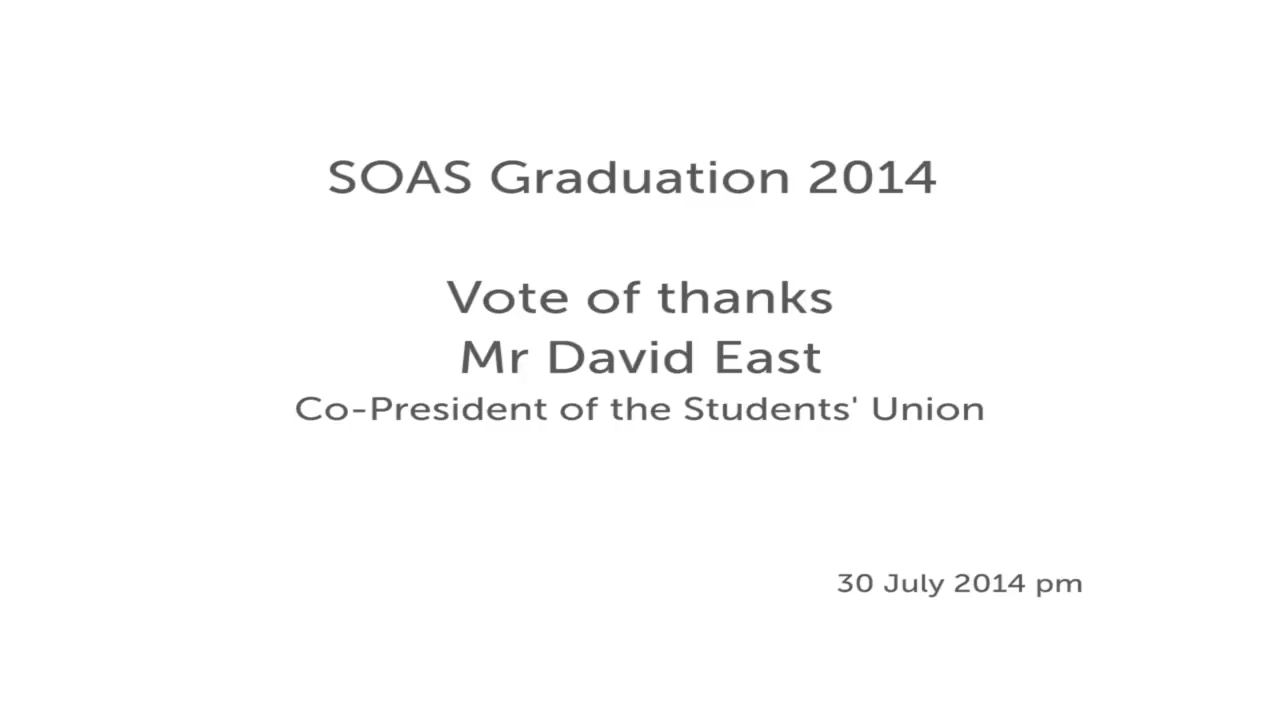 SOAS Graduation 2014
Vote of thanks
Mr David East
Co-President of the Students' Union
30 July 2014 pm